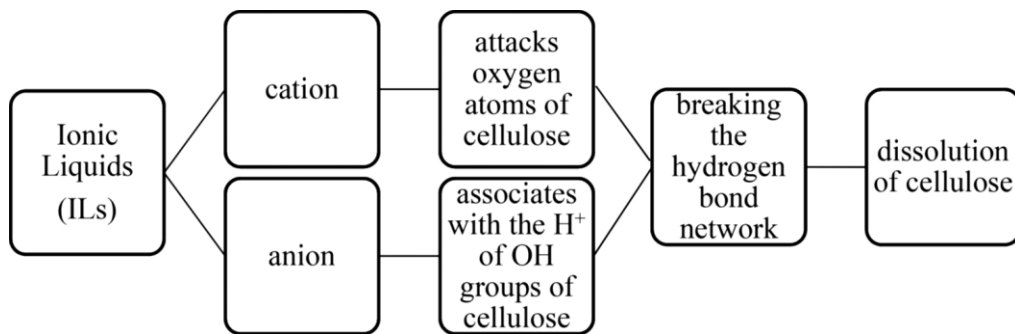 Ionic
Liquids
(ILs)
cation
attacks
oxygen
atoms of
cellulose
anion
associates
with the H⁺
of OH
groups of
cellulose
breaking
the
hydrogen
bond
network
dissolution
of cellulose